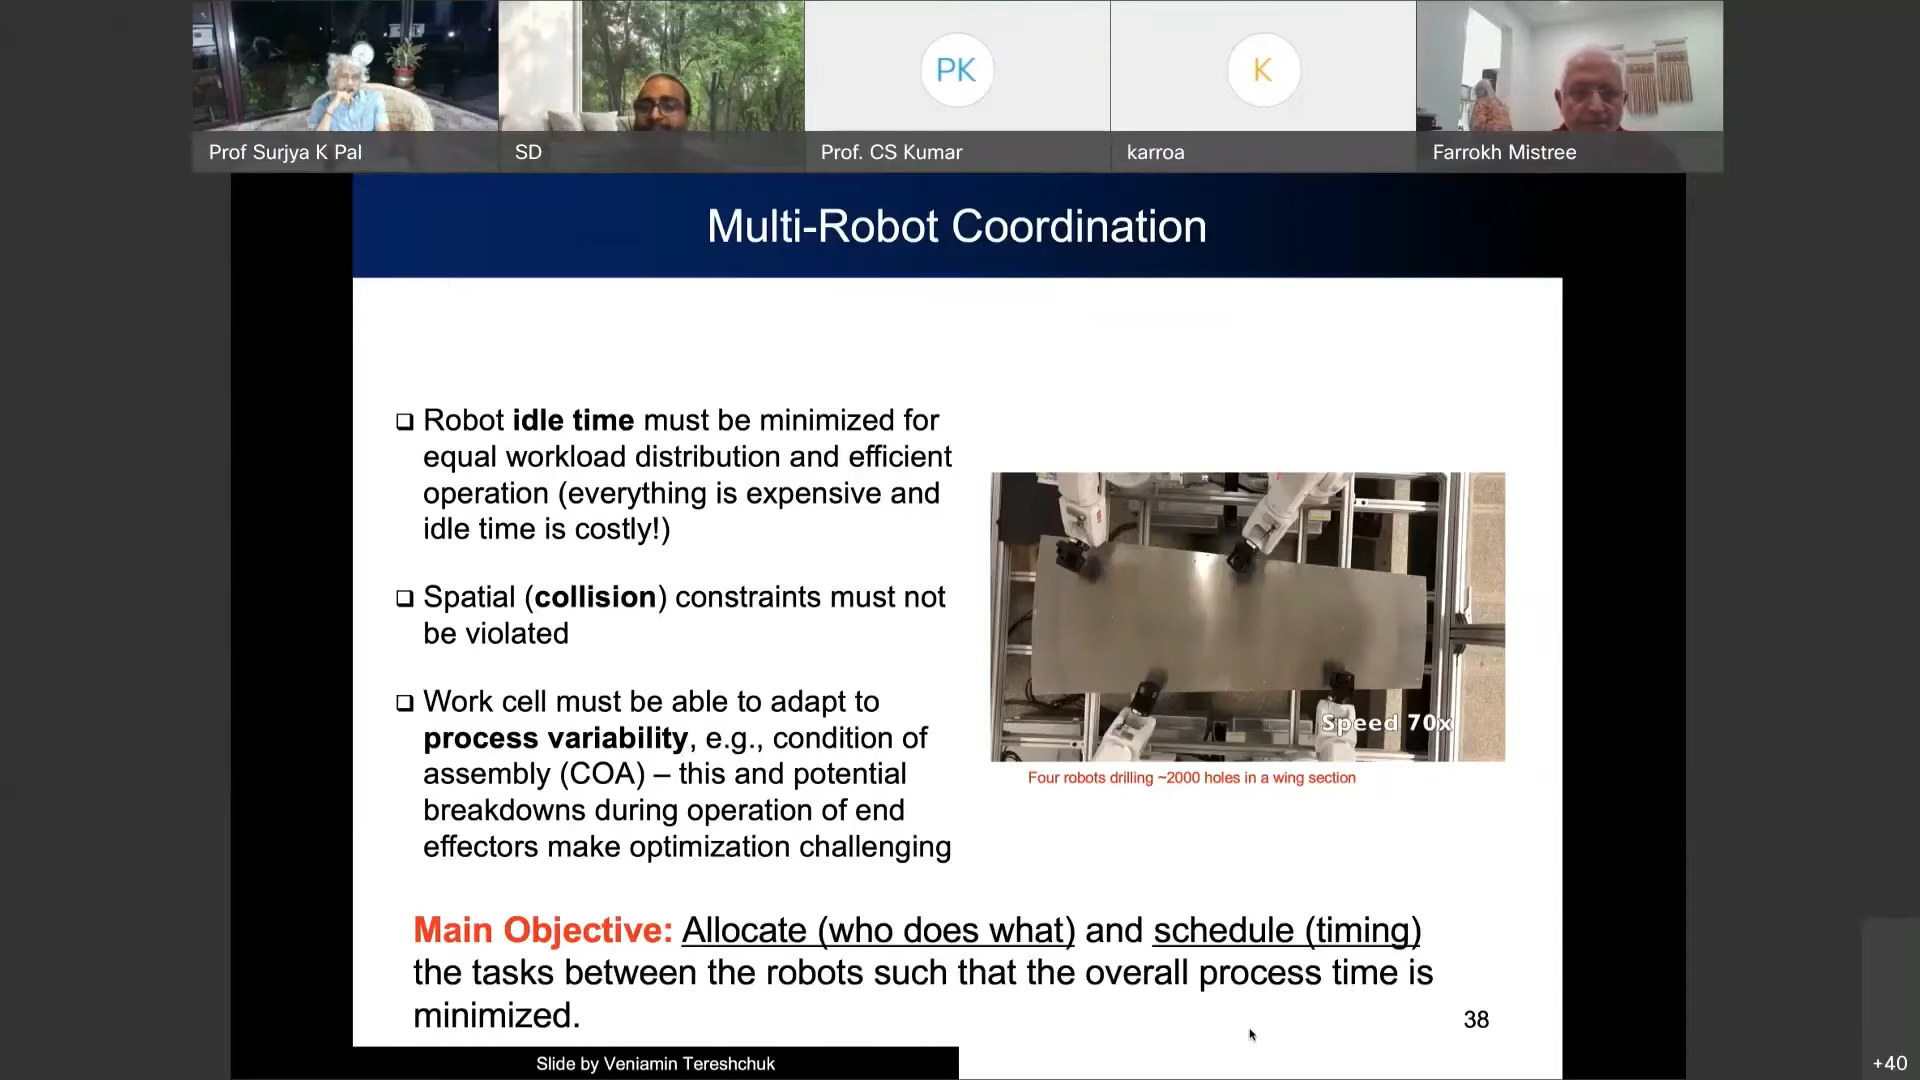 PK
K
Prof Surjya K Pal
SD
Prof. CS Kumar
karroa
Farrokh Mistree
Multi-Robot Coordination
❑ Robot idle time must be minimized for
equal workload distribution and efficient
operation (everything is expensive and
idle time is costly!)
❑ Spatial (collision) constraints must not
be violated
❑ Work cell must be able to adapt to
process variability, e.g., condition of
assembly (COA) – this and potential
breakdowns during operation of end
effectors make optimization challenging
Speed 70x
Four robots drilling ~2000 holes in a wing section
Main Objective: Allocate (who does what) and schedule (timing)
the tasks between the robots such that the overall process time is
minimized.
38
Slide by Veniamin Tereshchuk
+40